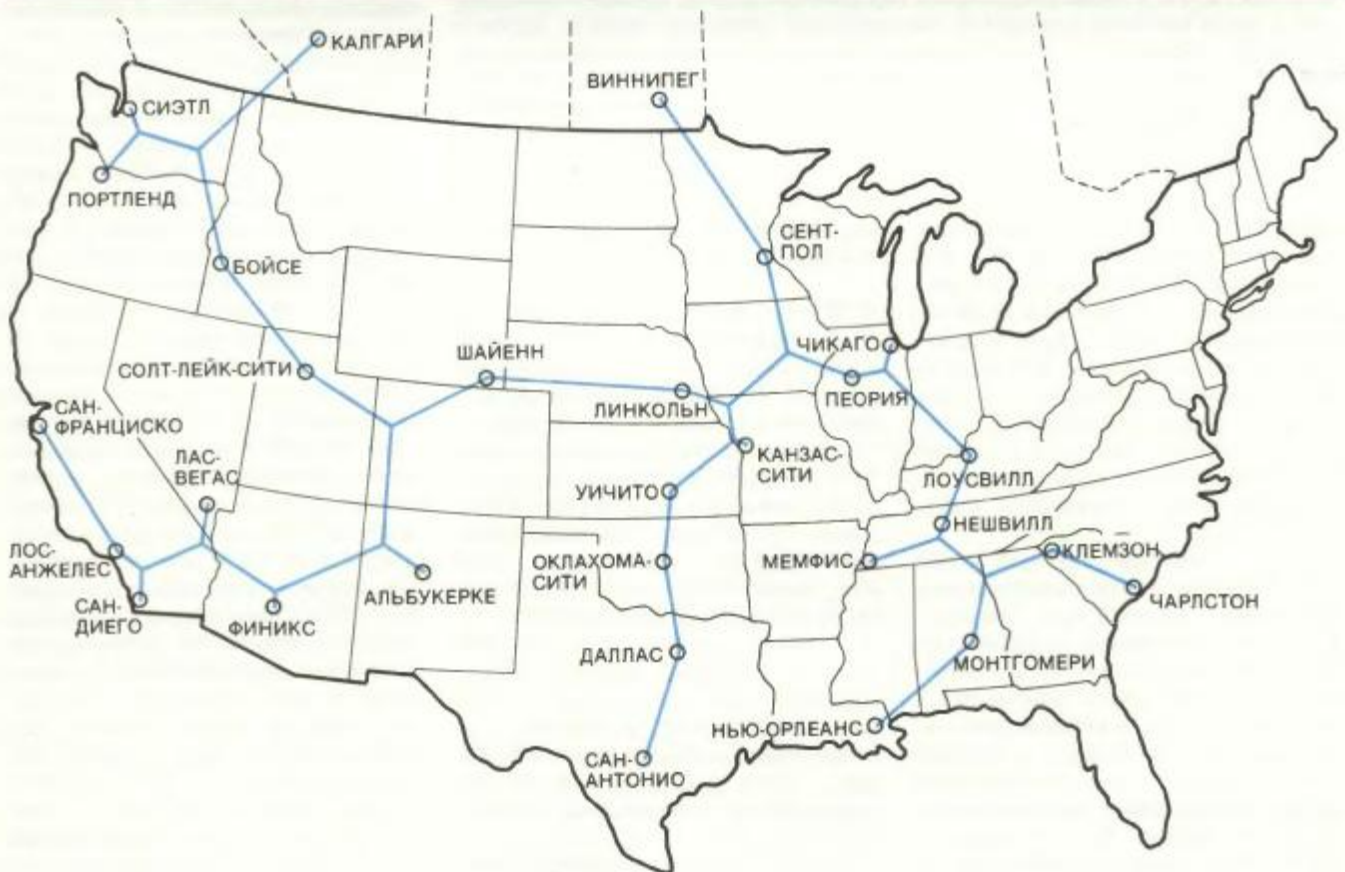 КАЛГАРИ
ВИННИПЕГ
СИЭТЛ
ПОРТЛЕНД
СЕНТ-
ПОЛ
БОЙСЕ
ШАЙЕНН
ЧИКАГО
СОЛТ-ЛЕЙК-СИТИ
ЛИНКОЛЬН
ПЕОРИЯ
САН-
ФРАНЦИСКО
ЛАС-
ВЕГАС
КАНЗАС-
СИТИ
ЛОУСВИЛЛ
УИЧИТО
НЕШВИЛЛ
ЛОС-
АНЖЕЛЕС
ОКЛАХОМА-
СИТИ
МЕМФИС
КЛЕМЗОН
АЛЬБУКЕРКЕ
САН-
ДИЕГО
ФИНИКС
ЧАРЛСТОН
ДАЛЛАС
МОНТГОМЕРИ
НЬЮ-ОРЛЕАНС
САН-
АНТОНИО